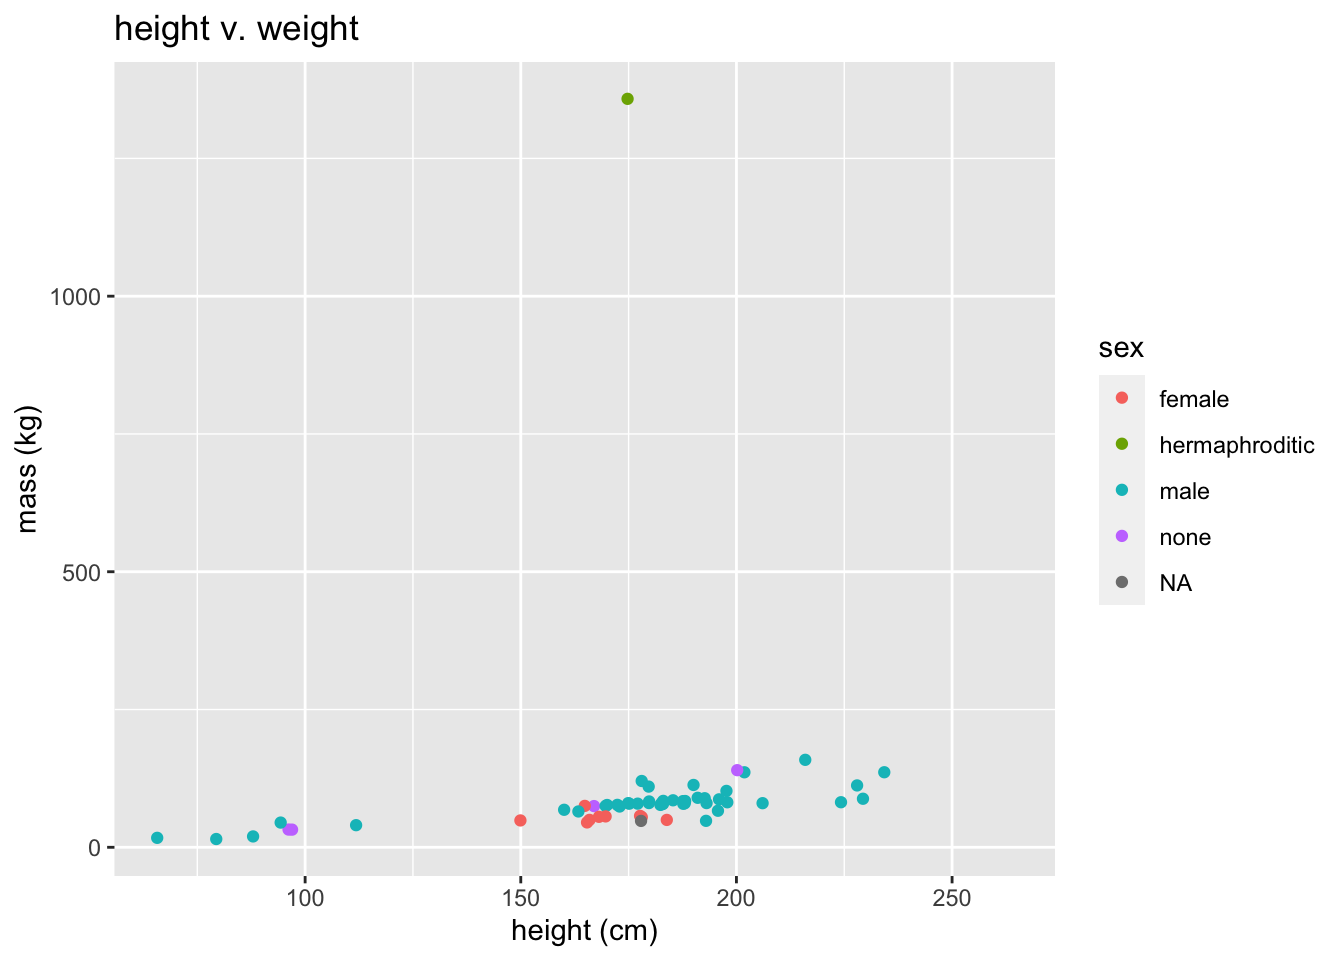 height v. weight
mass (kg)
1000
500
0
100
150
200
250
height (cm)
sex
female
hermaphroditic
male
none
NA